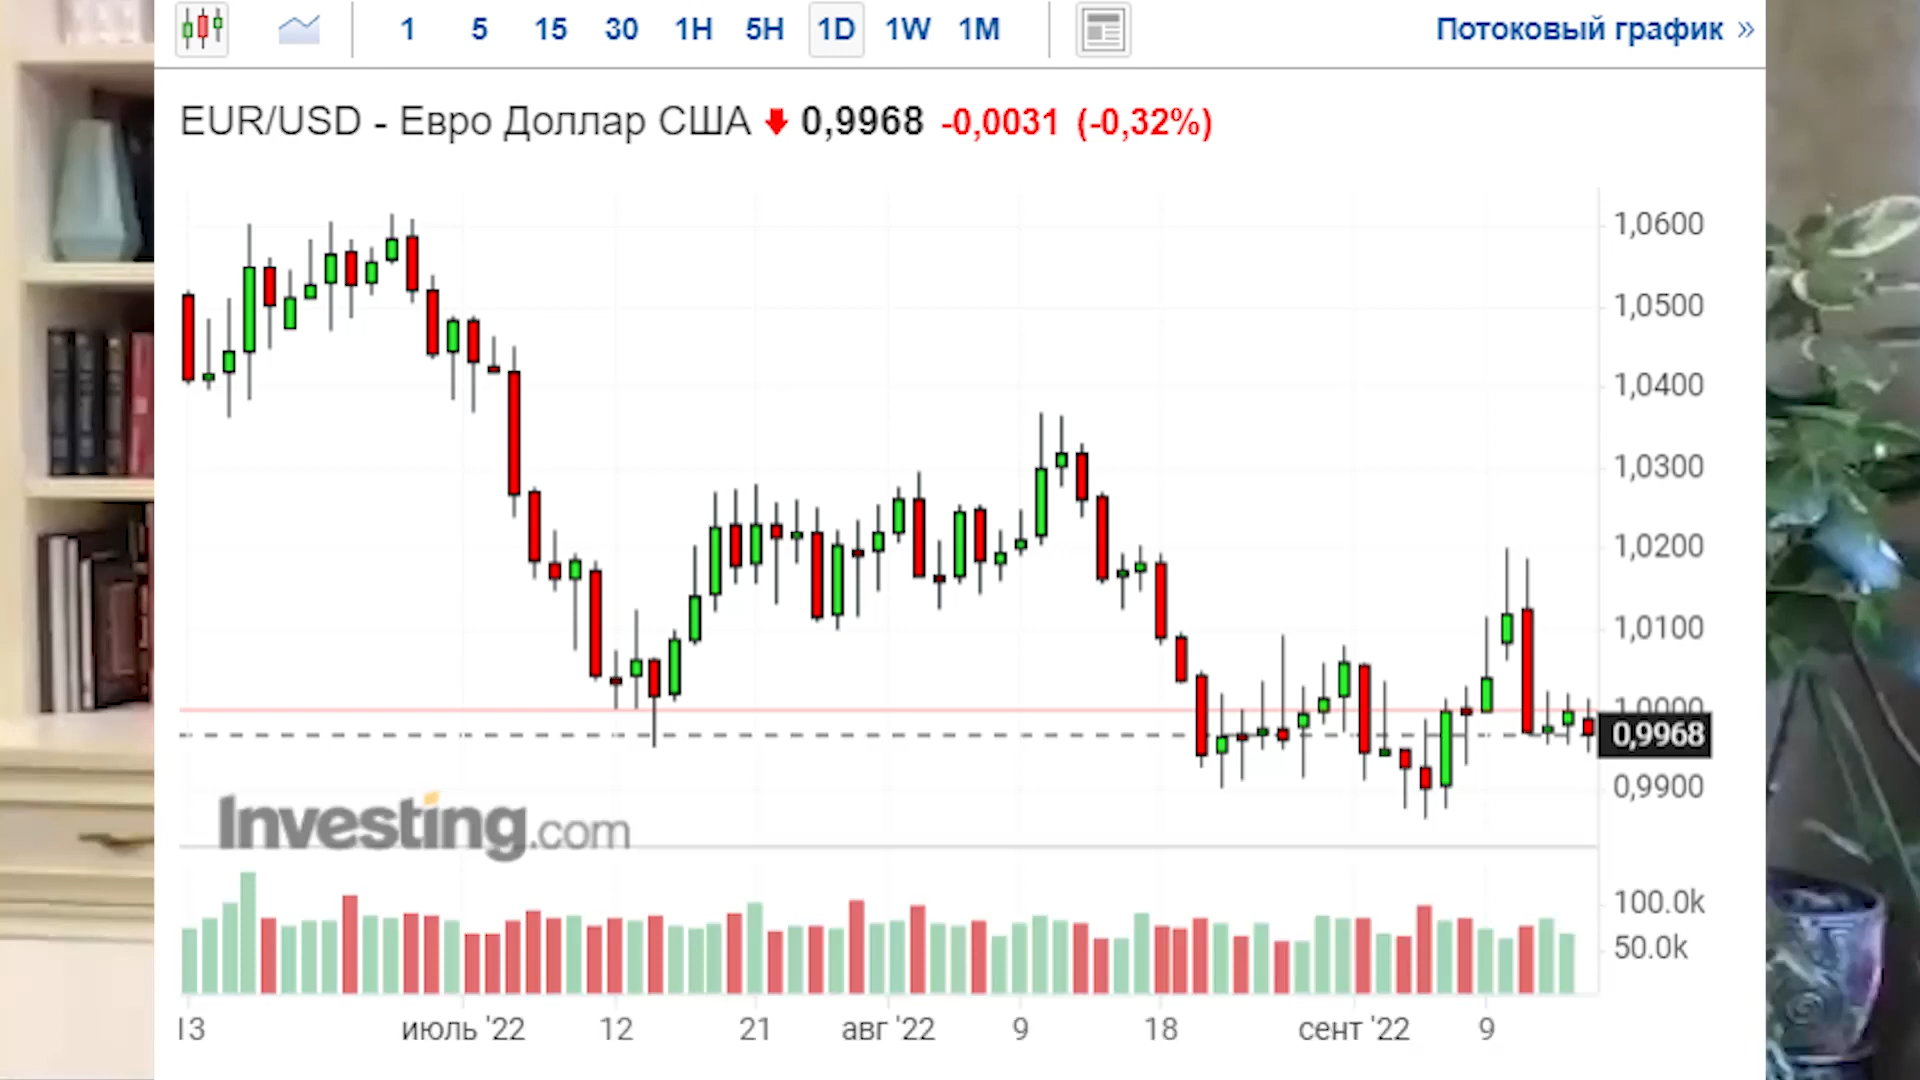 1 5 15 30 1H 5H 1D 1W 1M Потоковый график »
EUR/USD - Евро Доллар США 0,9968 -0,0031 (-0,32%)
1,0600
1,0500
1,0400
1,0300
1,0200
1,0100
1,0000
0,9968
0,9900
Investing.com
100.0k
50.0k
13 июль '22 12 21 авг '22 9 18 сент '22 9